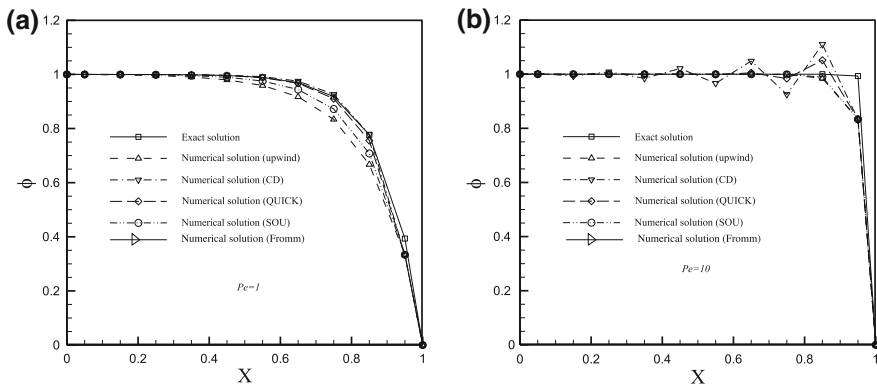 (a)
1.2
1
0.8
0.6
0.4
0.2
0
ϕ
Exact solution
Numerical solution (upwind)
Numerical solution (CD)
Numerical solution (QUICK)
Numerical solution (SOU)
Numerical solution (Fromm)
Pe=1
0 0.2 0.4 0.6 0.8 1
X
(b)
1.2
1
0.8
0.6
0.4
0.2
0
ϕ
Exact solution
Numerical solution (upwind)
Numerical solution (CD)
Numerical solution (QUICK)
Numerical solution (SOU)
Numerical solution (Fromm)
Pe=10
0 0.2 0.4 0.6 0.8 1
X